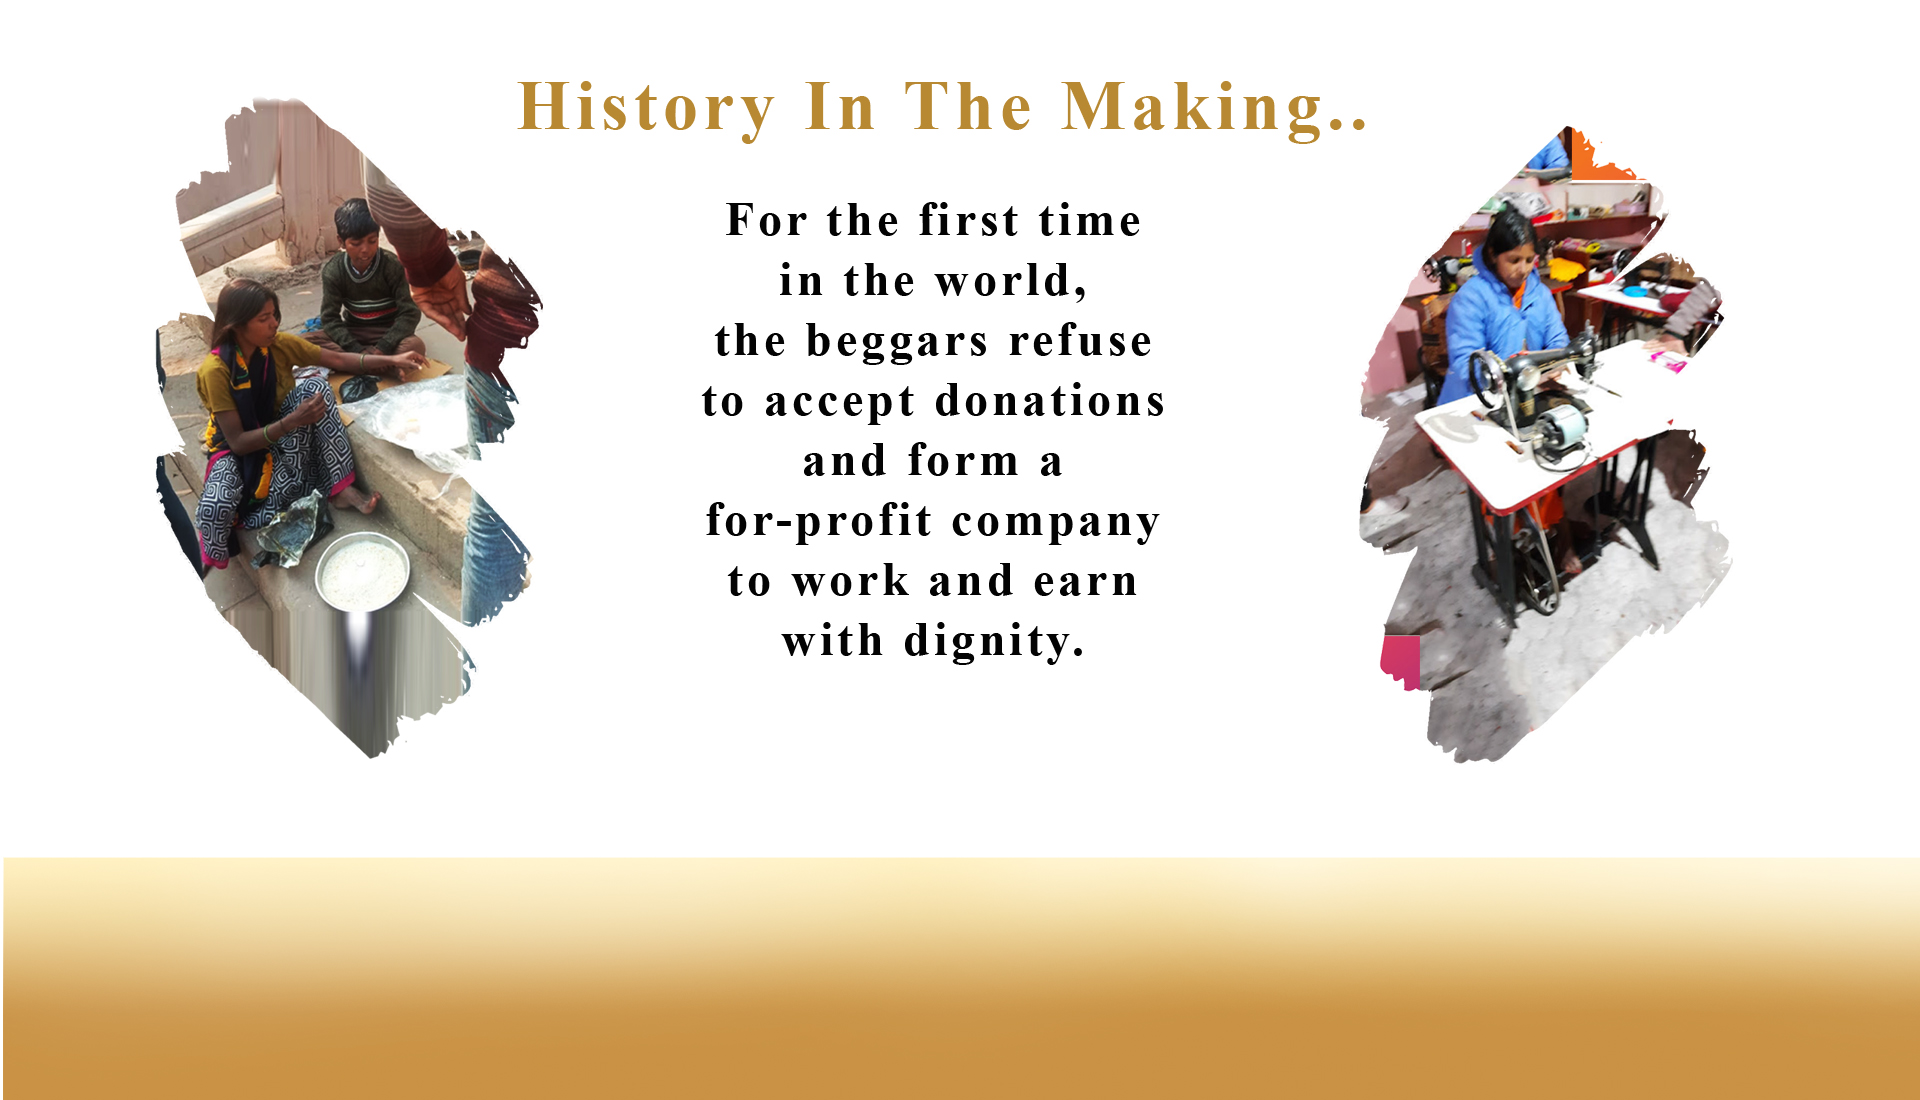 History In The Making..
For the first time
in the world,
the beggars refuse
to accept donations
and form a
for-profit company
to work and earn
with dignity.